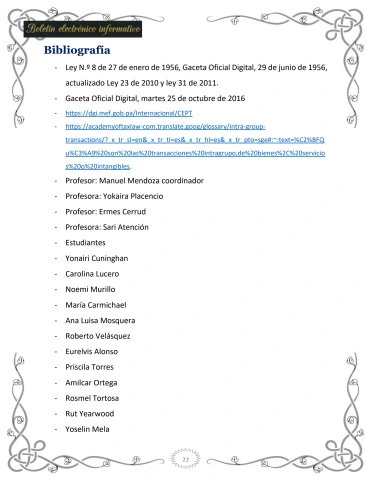 Boletín electrónico informativo
Bibliografía
- Ley N.º 8 de 27 de enero de 1956, Gaceta Oficial Digital, 29 de junio de 1956,
actualizado Ley 23 de 2010 y ley 31 de 2011.
- Gaceta Oficial Digital, martes 25 de octubre de 2016
- https://dgi.mef.gob.pa/Internacional/CEPT
- https://academyoftaxlaw-com.translate.goog/glossary/intra-group-
transactions/?_x_tr_sl=en&_x_tr_tl=es&_x_tr_hl=es&_x_tr_pto=sge#:~:text=%C2%BFQ
u%C3%A9%20son%20las%20transacciones%20intragrupo,de%20bienes%2C%20servicio
s%20o%20intangibles.
- Profesor: Manuel Mendoza coordinador
- Profesora: Yokaira Placencio
- Profesor: Ermes Cerrud
- Profesora: Sari Atención
- Estudiantes
- Yonairi Cuninghan
- Carolina Lucero
- Noemi Murillo
- María Carmichael
- Ana Luisa Mosquera
- Roberto Velásquez
- Eurelvis Alonso
- Priscila Torres
- Amilcar Ortega
- Rosmel Tortosa
- Rut Yearwood
- Yoselin Mela
22